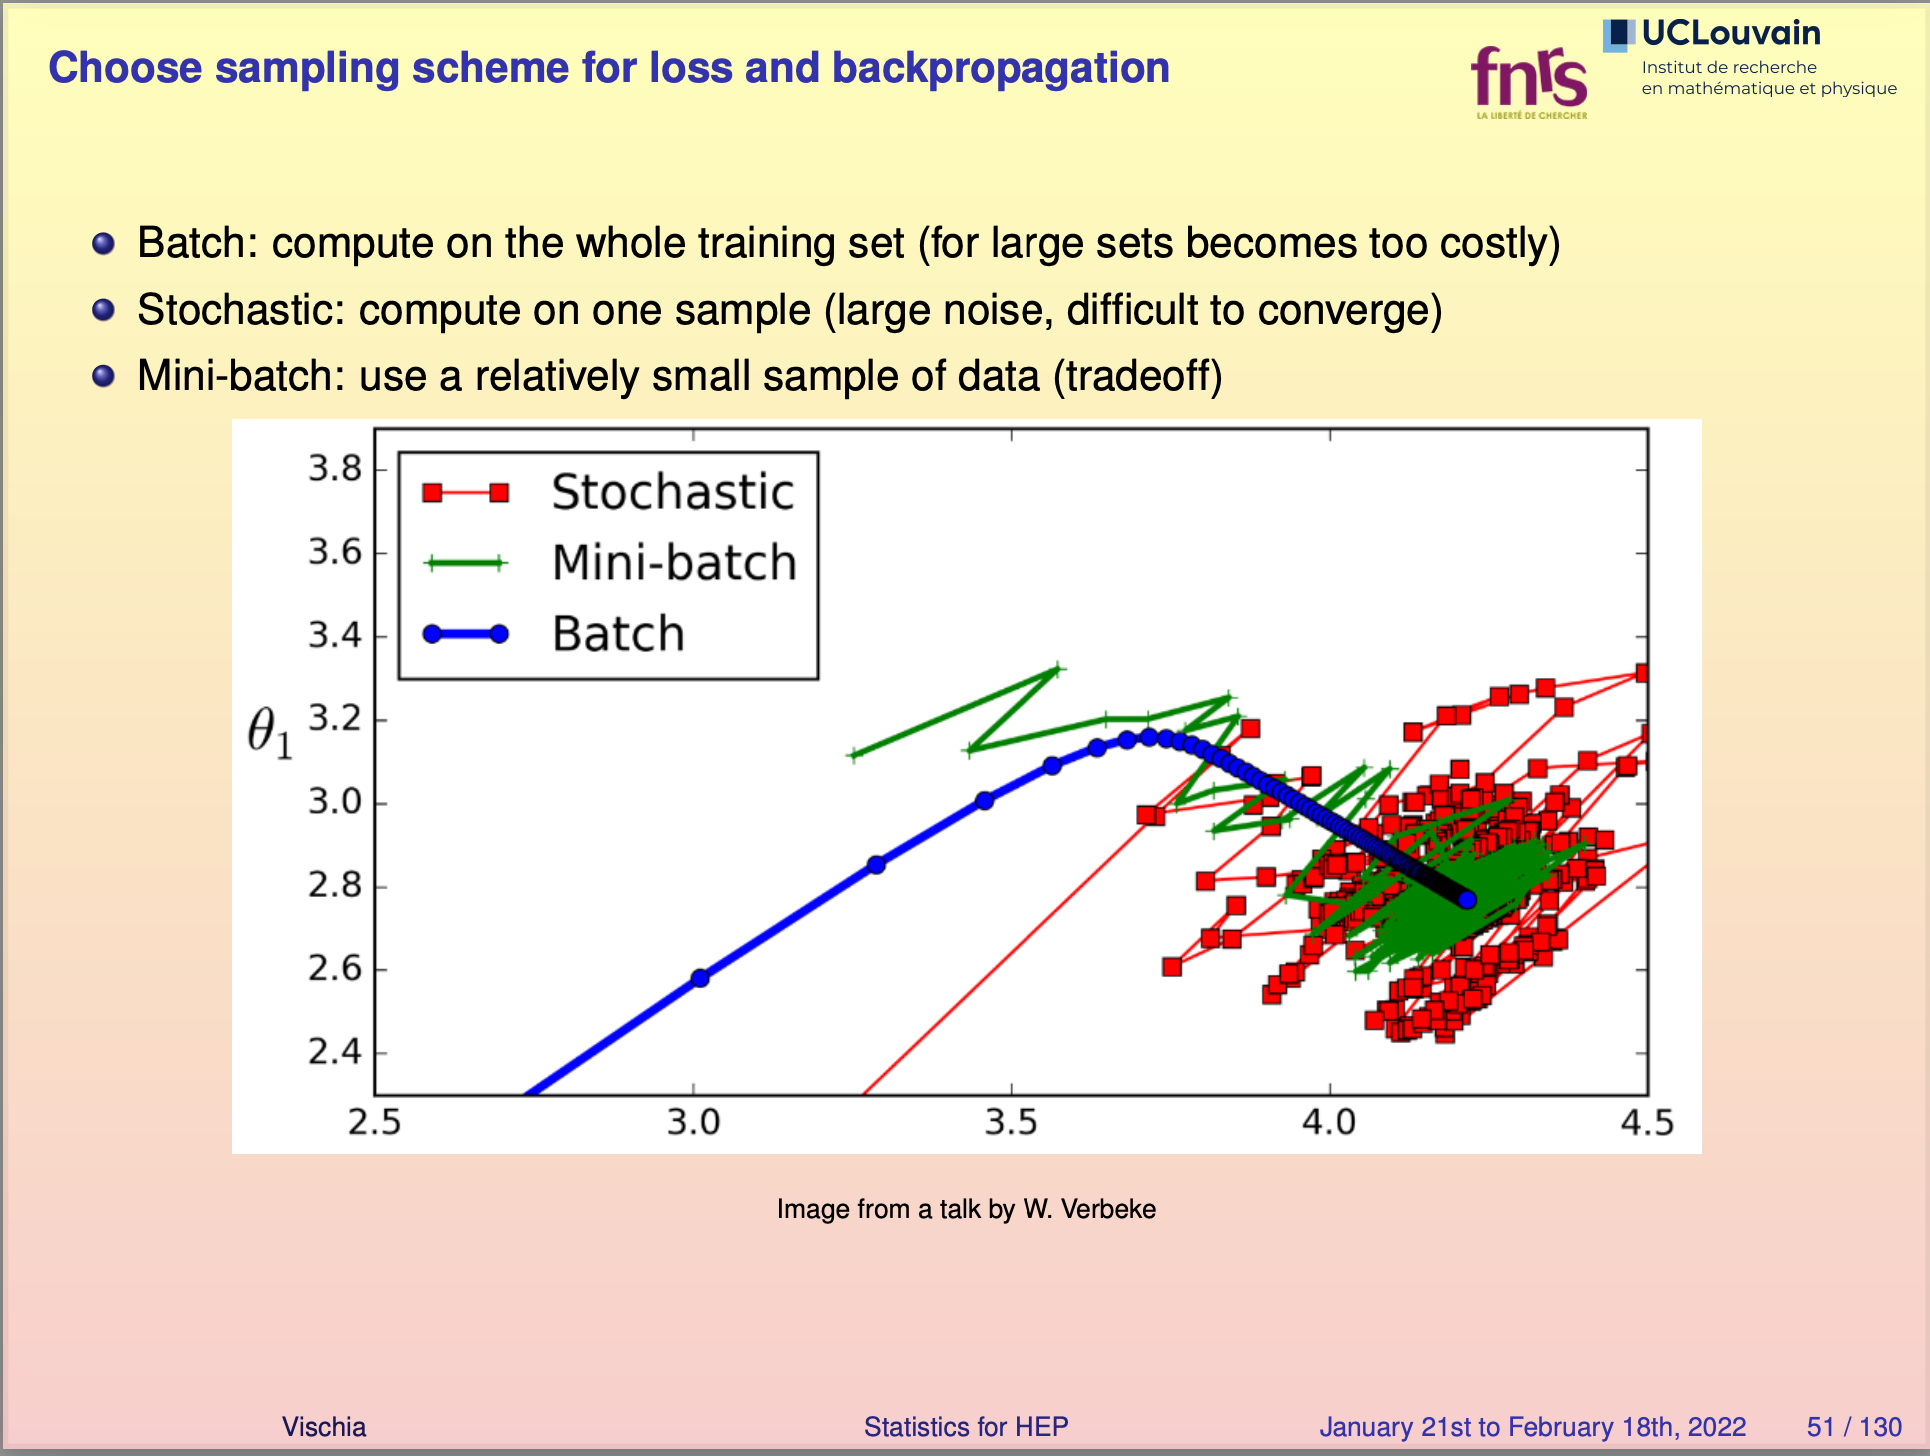 Choose sampling scheme for loss and backpropagation
fnrs
LA LIBERTÉ DE CHERCHER
UCLouvain
Institut de recherche
en mathématique et physique
Batch: compute on the whole training set (for large sets becomes too costly)
Stochastic: compute on one sample (large noise, difficult to converge)
Mini-batch: use a relatively small sample of data (tradeoff)
Stochastic
Mini-batch
Batch
θ1
3.8
3.6
3.4
3.2
3.0
2.8
2.6
2.4
2.5 3.0 3.5 4.0 4.5
Image from a talk by W. Verbeke
Vischia Statistics for HEP January 21st to February 18th, 2022 51 / 130